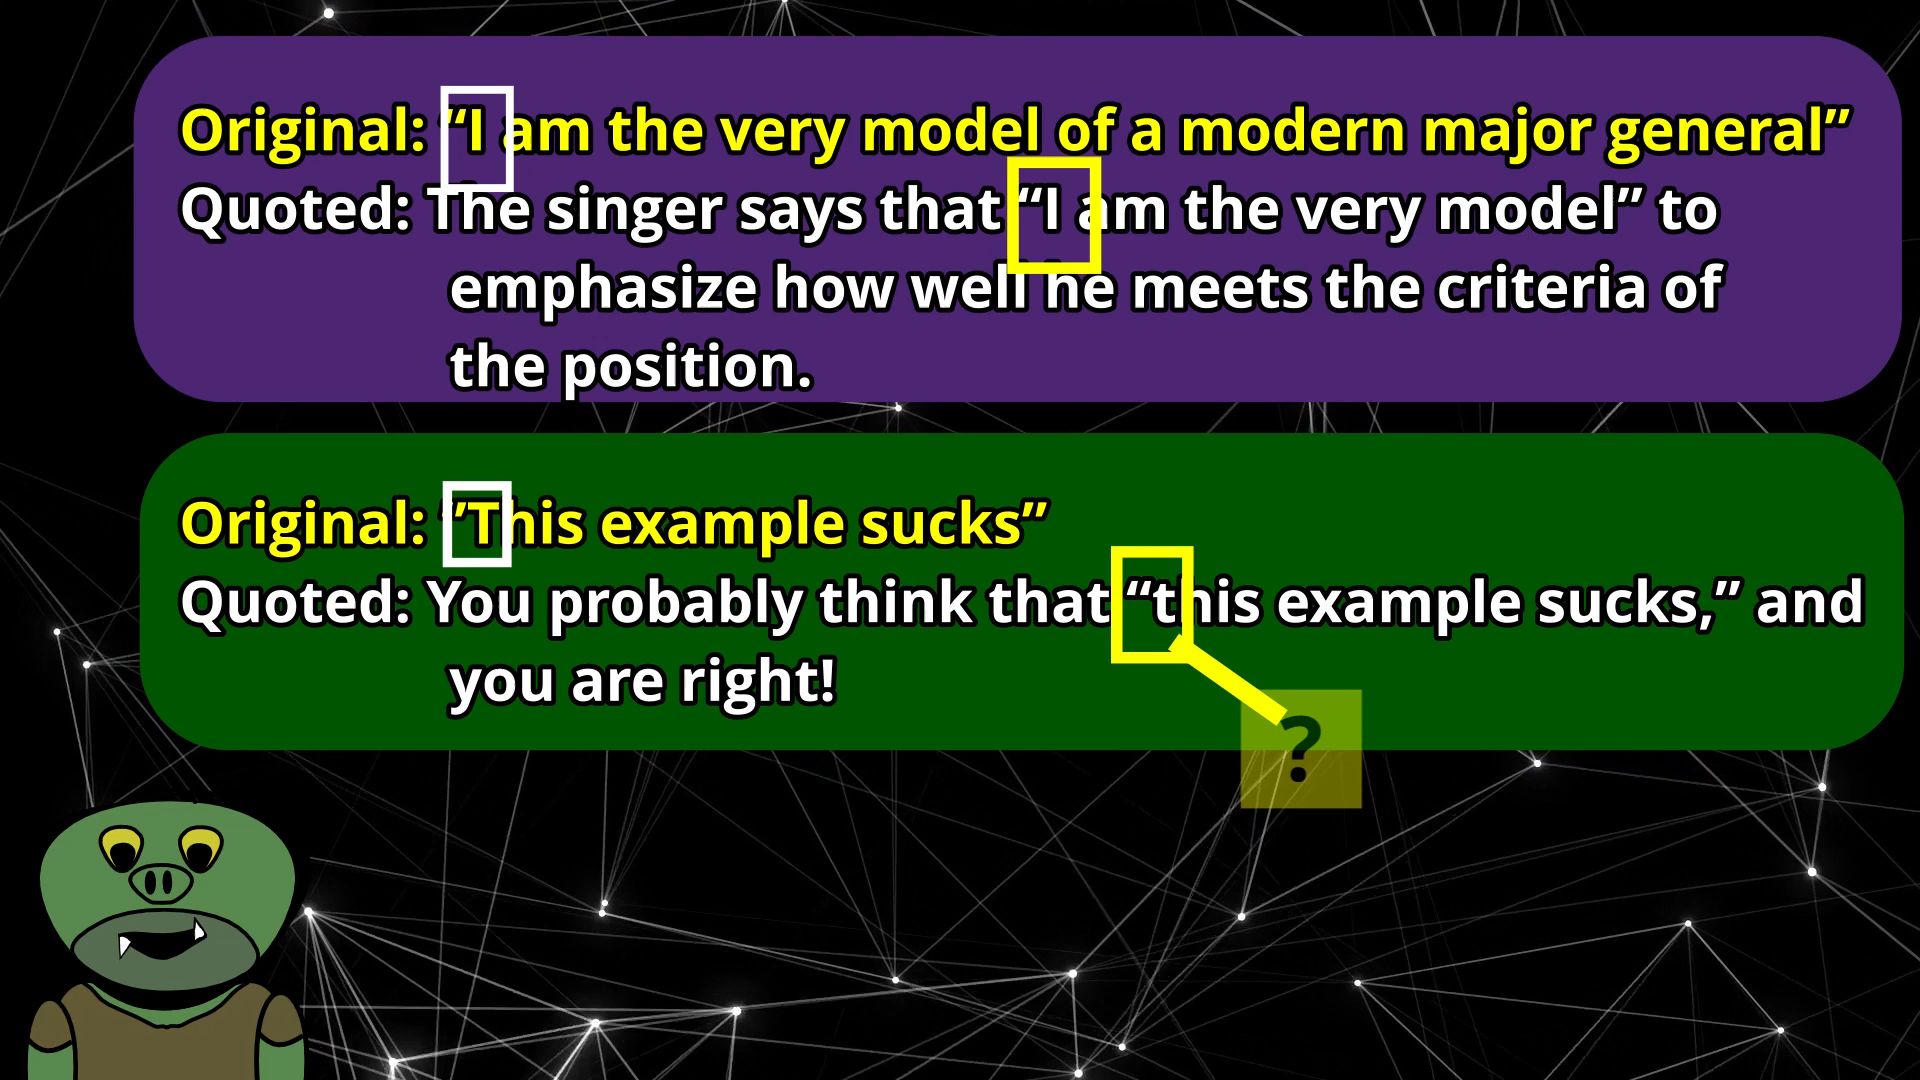 Original: “I am the very model of a modern major general”
Quoted: The singer says that “I am the very model” to
emphasize how well he meets the criteria of
the position.
Original: ”This example sucks”
Quoted: You probably think that “this example sucks,” and
you are right!
?